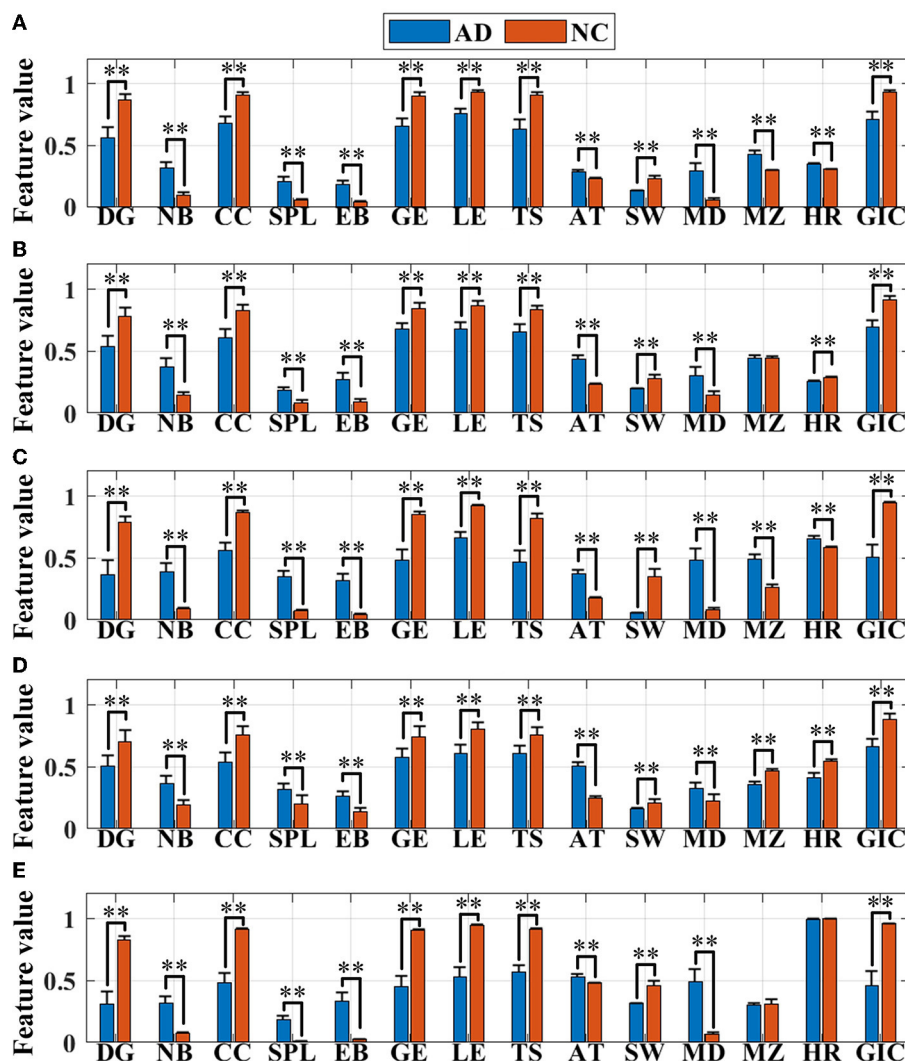 A
AD NC
Feature value
1
0.5
0
** ** ** ** ** ** ** ** ** ** ** ** ** **
DG NB CC SPL EB GE LE TS AT SW MD MZ HR GIC
B
Feature value
1
0.5
0
** ** ** ** ** ** ** ** ** ** ** ** **
DG NB CC SPL EB GE LE TS AT SW MD MZ HR GIC
C
Feature value
1
0.5
0
** ** ** ** ** ** ** ** ** ** ** ** ** **
DG NB CC SPL EB GE LE TS AT SW MD MZ HR GIC
D
Feature value
1
0.5
0
** ** ** ** ** ** ** ** ** ** ** ** ** **
DG NB CC SPL EB GE LE TS AT SW MD MZ HR GIC
E
Feature value
1
0.5
0
** ** ** ** ** ** ** ** ** ** ** **
DG NB CC SPL EB GE LE TS AT SW MD MZ HR GIC